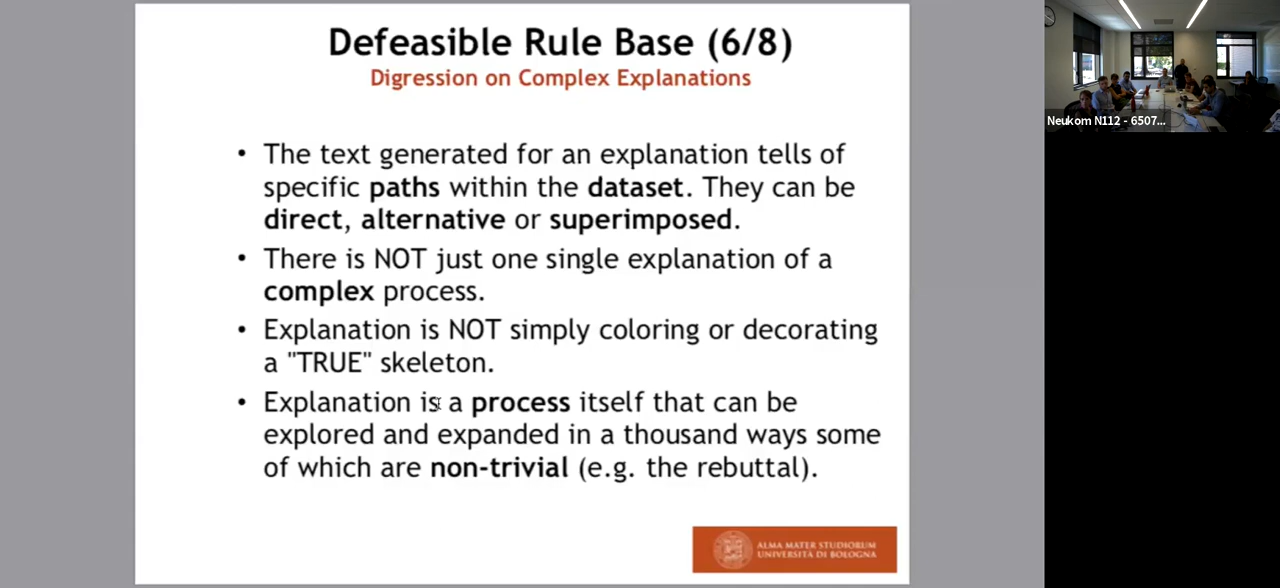 Defeasible Rule Base (6/8)
Digression on Complex Explanations
• The text generated for an explanation tells of
specific paths within the dataset. They can be
direct, alternative or superimposed.
• There is NOT just one single explanation of a
complex process.
• Explanation is NOT simply coloring or decorating
a "TRUE" skeleton.
• Explanation is a process itself that can be
explored and expanded in a thousand ways some
of which are non-trivial (e.g. the rebuttal).
ALMA MATER STUDIORUM
UNIVERSITÀ DI BOLOGNA
Neukom N112 - 6507...